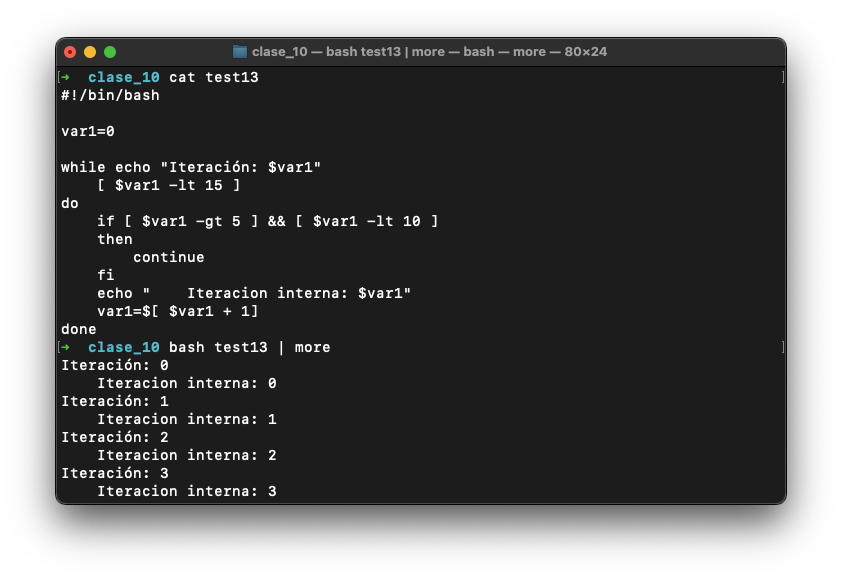 clase_10 — bash test13 | more — bash — more — 80×24
[➜  clase_10 cat test13 ]
#!/bin/bash

var1=0

while echo "Iteración: $var1"
    [ $var1 -lt 15 ]
do
    if [ $var1 -gt 5 ] && [ $var1 -lt 10 ]
    then
        continue
    fi
    echo "    Iteracion interna: $var1"
    var1=$[ $var1 + 1]
done
[➜  clase_10 bash test13 | more ]
Iteración: 0
    Iteracion interna: 0
Iteración: 1
    Iteracion interna: 1
Iteración: 2
    Iteracion interna: 2
Iteración: 3
    Iteracion interna: 3